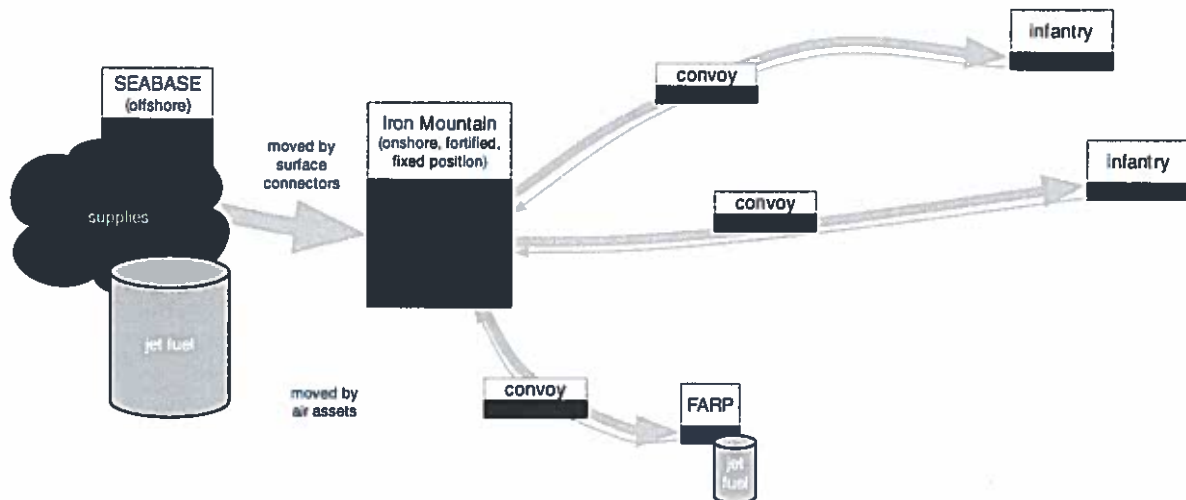 SEABASE
(offshore)
supplies
jet fuel
moved by
surface
connectors
moved by
air assets
Iron Mountain
(onshore, fortified,
fixed position)
convoy
infantry
convoy
infantry
convoy
FARP
jet
fuel